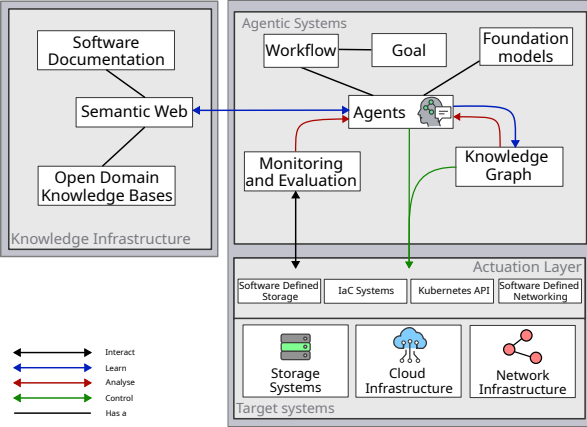 Software
Documentation
Semantic Web
Open Domain
Knowledge Bases
Knowledge Infrastructure
Agentic Systems
Workflow
Goal
Foundation
models
Agents
Monitoring
and Evaluation
Knowledge
Graph
Actuation Layer
Software Defined
Storage
IaC Systems
Kubernetes API
Software Defined
Networking
Storage
Systems
Cloud
Infrastructure
Network
Infrastructure
Target systems
Interact
Learn
Analyse
Control
Has a